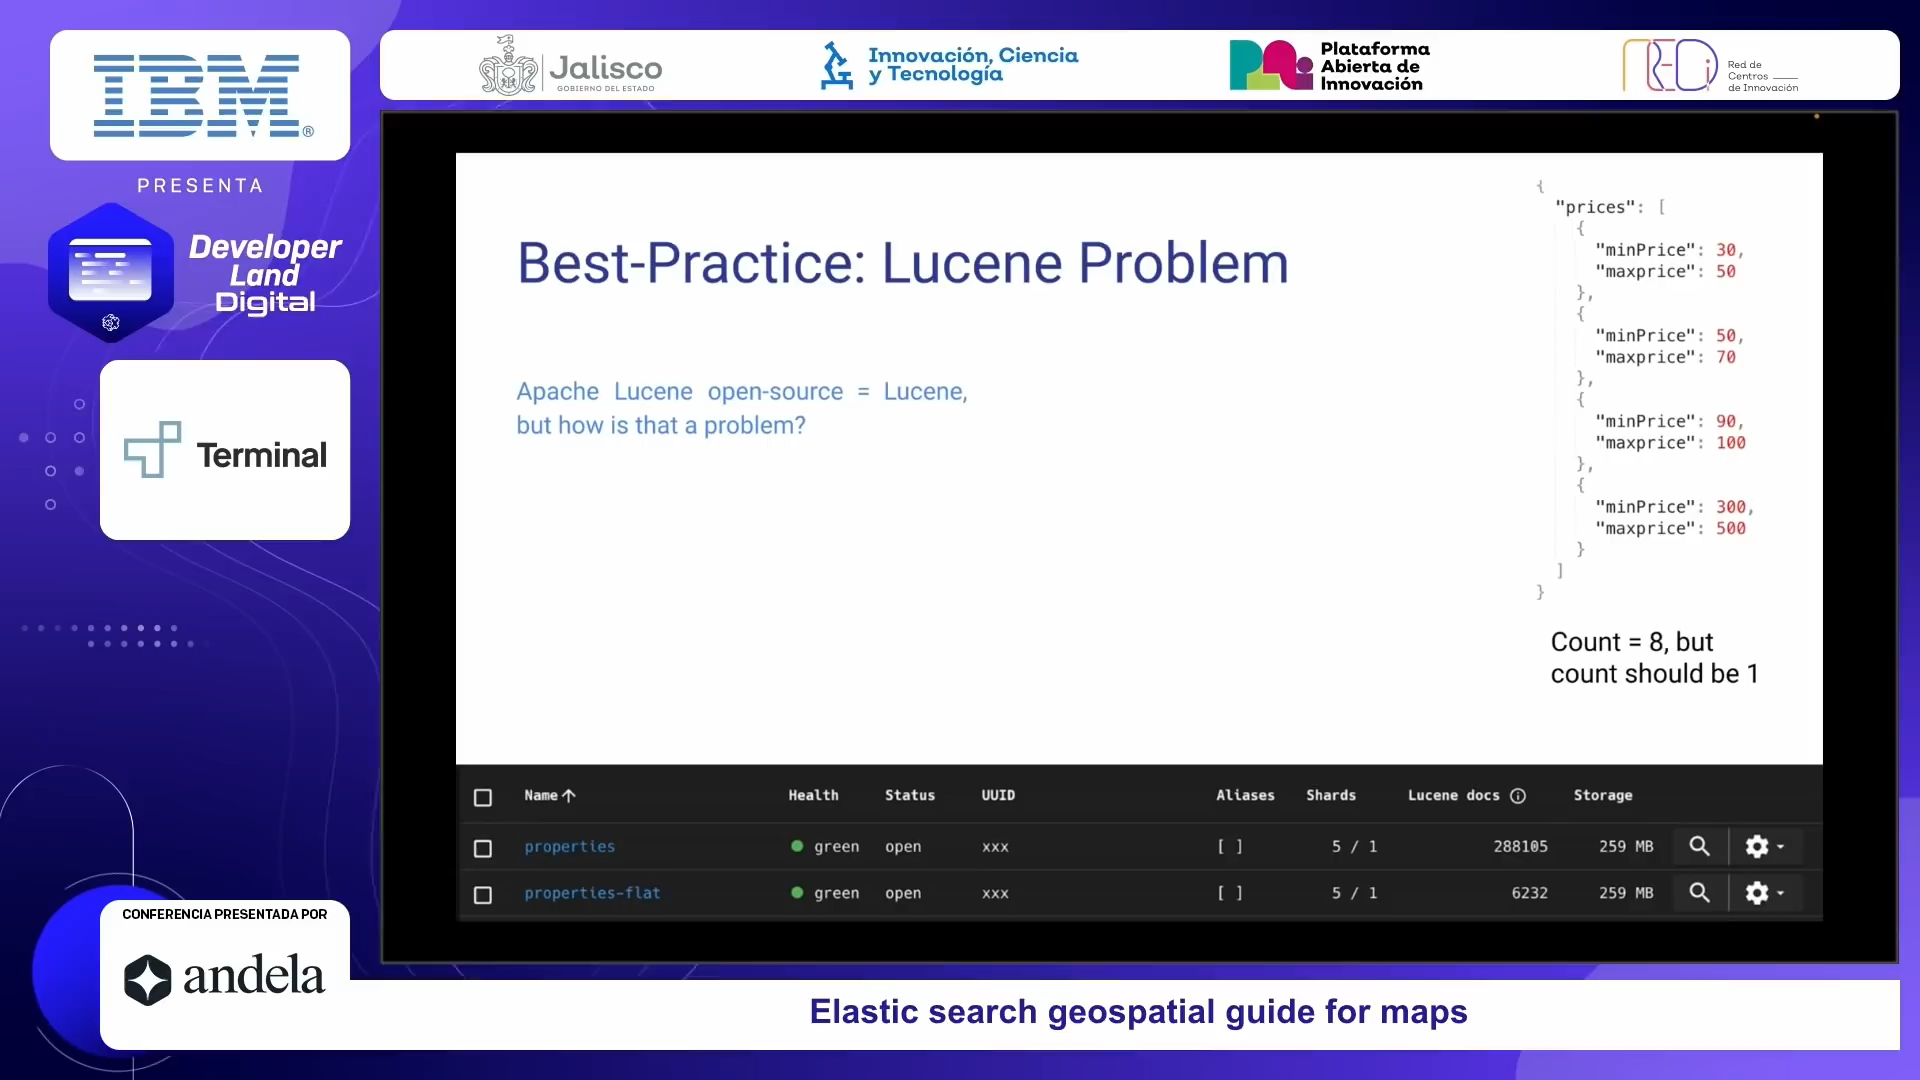 IBM®
PRESENTA
Developer
Land
Digital
Terminal
CONFERENCIA PRESENTADA POR
andela
Jalisco
GOBIERNO DEL ESTADO
Innovación, Ciencia
y Tecnología
Plataforma
Abierta de
Innovación
REDi
Red de
Centros
de Innovación
Best-Practice: Lucene Problem
Apache Lucene open-source = Lucene,
but how is that a problem?
{
"prices": [
{
"minPrice": 30,
"maxprice": 50
},
{
"minPrice": 50,
"maxprice": 70
},
{
"minPrice": 90,
"maxprice": 100
},
{
"minPrice": 300,
"maxprice": 500
}
]
}
Count = 8, but
count should be 1
Name Health Status UUID Aliases Shards Lucene docs Storage
properties green open xxx [ ] 5 / 1 288105 259 MB
properties-flat green open xxx [ ] 5 / 1 6232 259 MB
Elastic search geospatial guide for maps